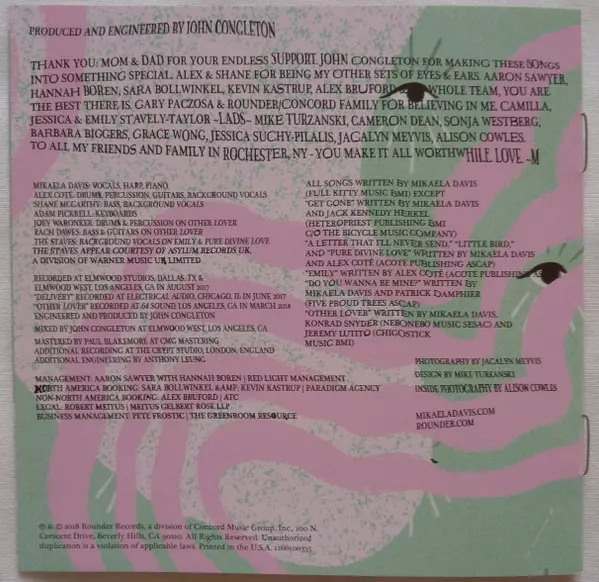 PRODUCED AND ENGINEERED BY JOHN CONGLETON
THANK YOU: MOM & DAD FOR YOUR ENDLESS SUPPORT. JOHN CONGLETON FOR MAKING THESE SONGS
INTO SOMETHING SPECIAL. ALEX & SHANE FOR BEING MY OTHER SETS OF EYES & EARS. AARON SAWYER,
HANNAH BOREN, SARA BOLLWINKEL, KEVIN KASTRUP, ALEX BRUFORD & WHOLE TEAM, YOU ARE
THE BEST THERE IS. GARY PACZOSA & ROUNDER/CONCORD FAMILY FOR BELIEVING IN ME. CAMILLA,
JESSICA & EMILY STAVELY-TAYLOR ~LADS~ MIKE TURZANSKI, CAMERON DEAN, SONJA WESTBERG,
BARBARA BIGGERS, GRACE WONG, JESSICA SUCHY-PILALIS, JACALYN MEYVIS, ALISON COWLES.
TO ALL MY FRIENDS AND FAMILY IN ROCHESTER, NY - YOU MAKE IT ALL WORTHWHILE. LOVE, ~M
MIKAELA DAVIS: VOCALS, HARP, PIANO
ALEX COTÉ: DRUMS, PERCUSSION, GUITARS, BACKGROUND VOCALS
SHANE MCCARTHY: BASS, BACKGROUND VOCALS
ADAM PICKRELL: KEYBOARDS
JOEY WARONKER: DRUMS & PERCUSSION ON OTHER LOVER
ZACH DAWES: BASS & GUITAR ON OTHER LOVER
THE STAVES: BACKGROUND VOCALS ON EMILY & PURE DIVINE LOVE
THE STAVES APPEAR COURTESY OF ASYLUM RECORDS UK,
A DIVISION OF WARNER MUSIC UK LIMITED
RECORDED AT ELMWOOD STUDIOS, DALLAS, TX &
ELMWOOD WEST, LOS ANGELES, CA IN AUGUST 2017
"DELIVERY" RECORDED AT ELECTRICAL AUDIO, CHICAGO, IL IN JUNE 2017
"OTHER LOVER" RECORDED AT 64 SOUND, LOS ANGELES, CA IN MARCH 2018
ENGINEERED AND PRODUCED BY JOHN CONGLETON
MIXED BY JOHN CONGLETON AT ELMWOOD WEST, LOS ANGELES, CA
MASTERED BY PAUL BLAKEMORE, AT CMG MASTERING
ADDITIONAL RECORDING AT THE CRYPT STUDIO, LONDON, ENGLAND
ADDITIONAL ENGINEERING BY ANTHONY LEUNG
MANAGEMENT: AARON SAWYER WITH HANNAH BOREN | RED LIGHT MANAGEMENT
NORTH AMERICA BOOKING: SARA BOLLWINKEL &AMP; KEVIN KASTRUP | PARADIGM AGENCY
NON-NORTH AMERICA BOOKING: ALEX BRUFORD | ATC
LEGAL: ROBERT MEITUS | MEITUS GELBERT ROSE LLP
BUSINESS MANAGEMENT: PETE FROSTIC | THE GREENROOM RESOURCE
ALL SONGS WRITTEN BY MIKAELA DAVIS
(FULL KITTY MUSIC BMI) EXCEPT
"GET GONE" WRITTEN BY MIKAELA DAVIS
AND JACK KENNEDY HERKEL
(HETEROPRIEST PUBLISHING BMI
C/O THE BICYCLE MUSIC COMPANY)
"A LETTER THAT I'LL NEVER SEND," "LITTLE BIRD,"
AND "PURE DIVINE LOVE" WRITTEN BY MIKAELA DAVIS
AND ALEX COTÉ (ACOTE PUBLISHING ASCAP)
"EMILY" WRITTEN BY ALEX COTÉ (ACOTE PUBLISHING AS
"DO YOU WANNA BE MINE?" WRITTEN BY
MIKAELA DAVIS AND PATRICK DAMPHIER
(FIVE PROUD TREES ASCAP)
"OTHER LOVER" WRITTEN BY MIKAELA DAVIS,
KONRAD SNYDER (NEBONEBO MUSIC SESAC) AND
JEREMY LUTITO (CHIGGSTICK
MUSIC BMI)
PHOTOGRAPHY BY JACALYN MEYVIS
DESIGN BY MIKE TURZANSKI
INSIDE PHOTOGRAPHY BY ALISON COWLES
MIKAELADAVIS.COM
ROUNDER.COM
℗ & © 2018 Rounder Records, a division of Concord Music Group, Inc., 100 N.
Crescent Drive, Beverly Hills, CA 90210. All Rights Reserved. Unauthorized
duplication is a violation of applicable laws. Printed in the U.S.A. 1166100335